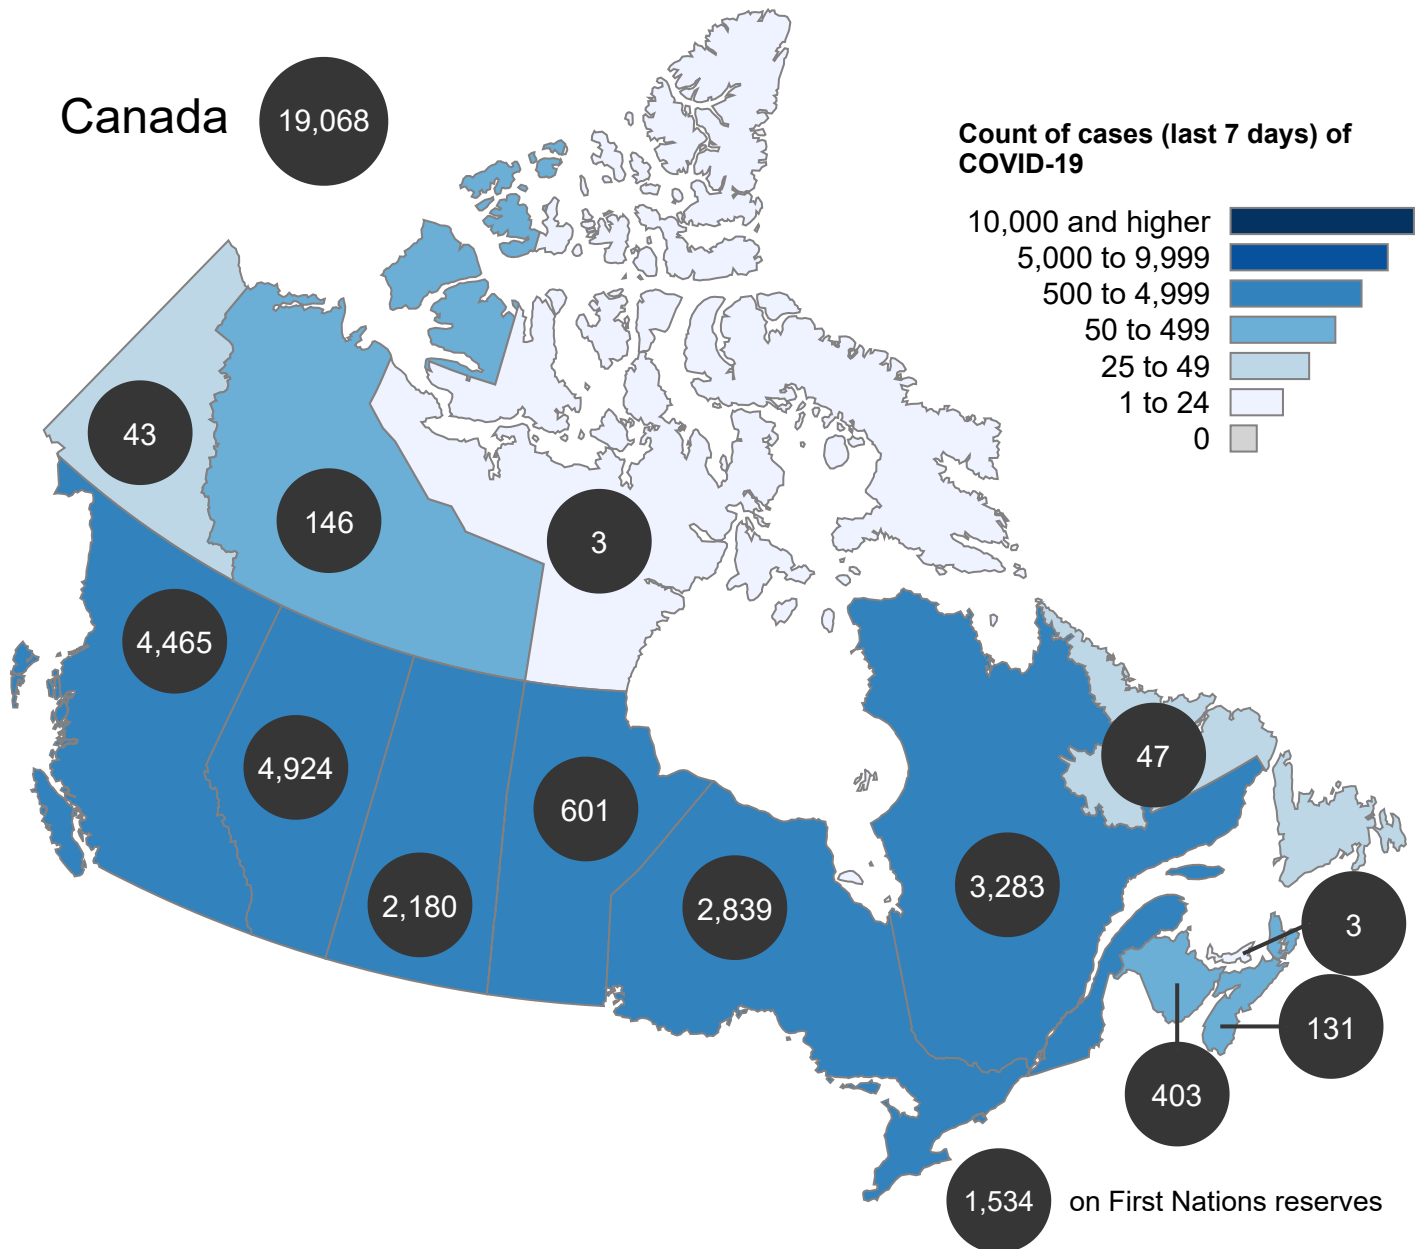 Canada
19,068
Count of cases (last 7 days) of
COVID-19
10,000 and higher
5,000 to 9,999
500 to 4,999
50 to 499
25 to 49
1 to 24
0
43
146
3
4,465
4,924
2,180
601
2,839
3,283
47
3
131
403
1,534 on First Nations reserves